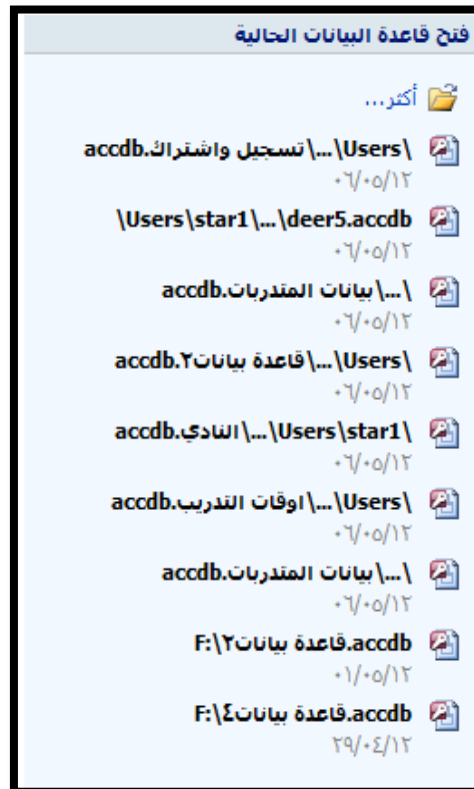 فتح قاعدة البيانات الحالية
أكثر...
\Users\...\تسجيل واشتراك.accdb
٠٦/٠٥/١٢
\Users\star1\...\deer5.accdb
٠٦/٠٥/١٢
\...\بيانات المتدربات.accdb
٠٦/٠٥/١٢
\Users\...\قاعدة بيانات٢.accdb
٠٦/٠٥/١٢
\Users\star1\...\النادي.accdb
٠٦/٠٥/١٢
\Users\...\اوقات التدريب.accdb
٠٦/٠٥/١٢
\...\بيانات المتدربات.accdb
٠٦/٠٥/١٢
F:\قاعدة بيانات٢.accdb
٠١/٠٥/١٢
F:\قاعدة بيانات٤.accdb
٢٩/٠٤/١٢